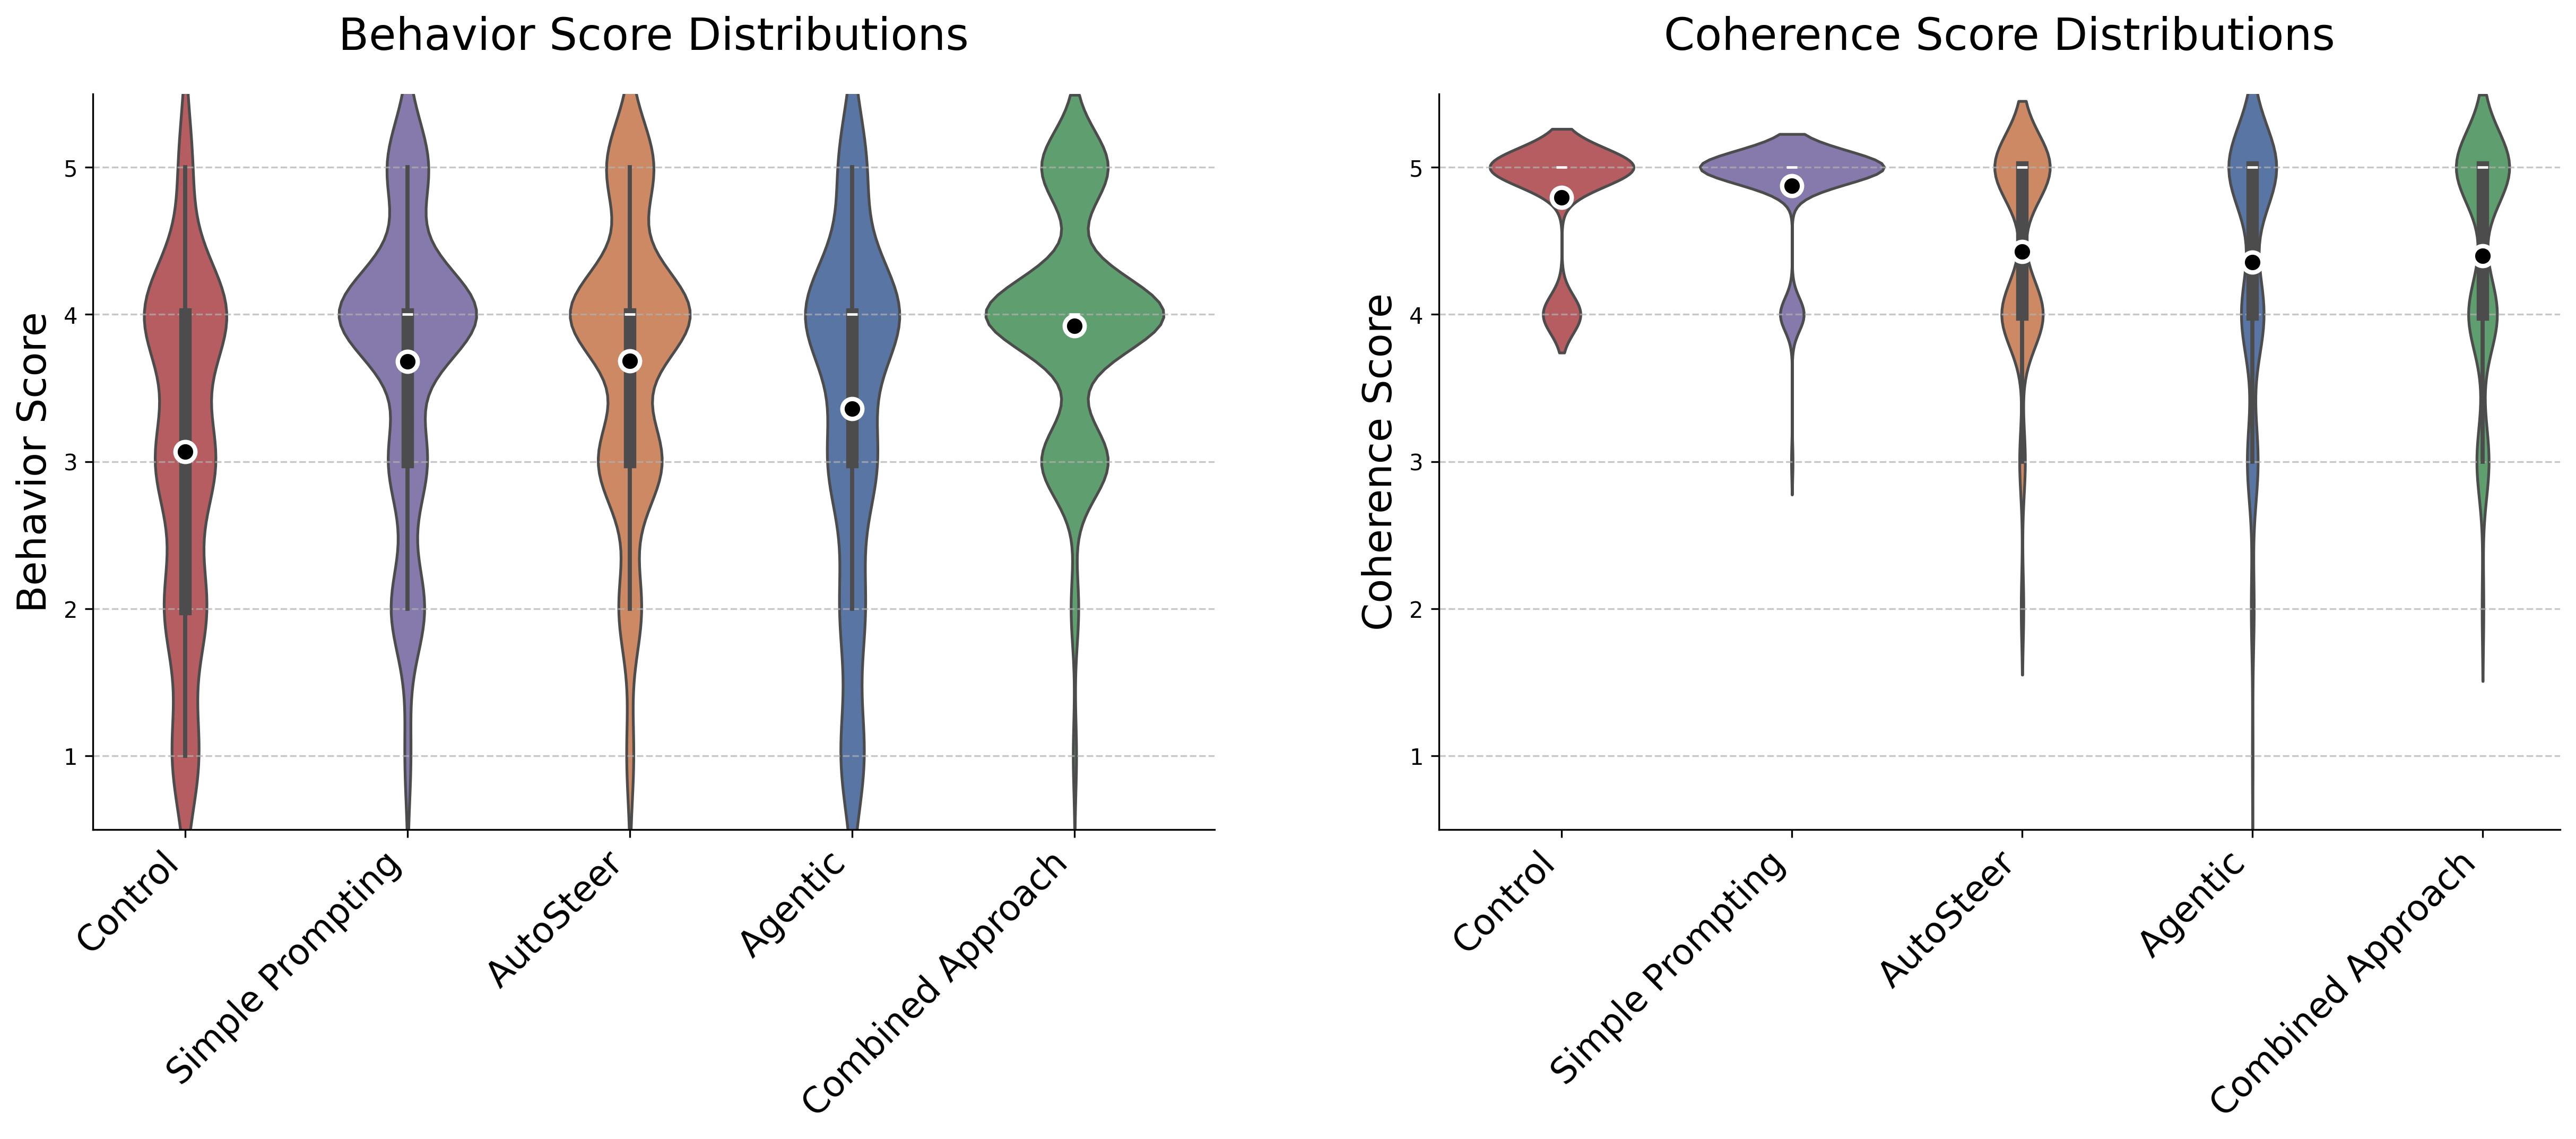 Behavior Score Distributions
Behavior Score
5
4
3
2
1
Control
Simple Prompting
AutoSteer
Agentic
Combined Approach
Coherence Score Distributions
Coherence Score
5
4
3
2
1
Control
Simple Prompting
AutoSteer
Agentic
Combined Approach